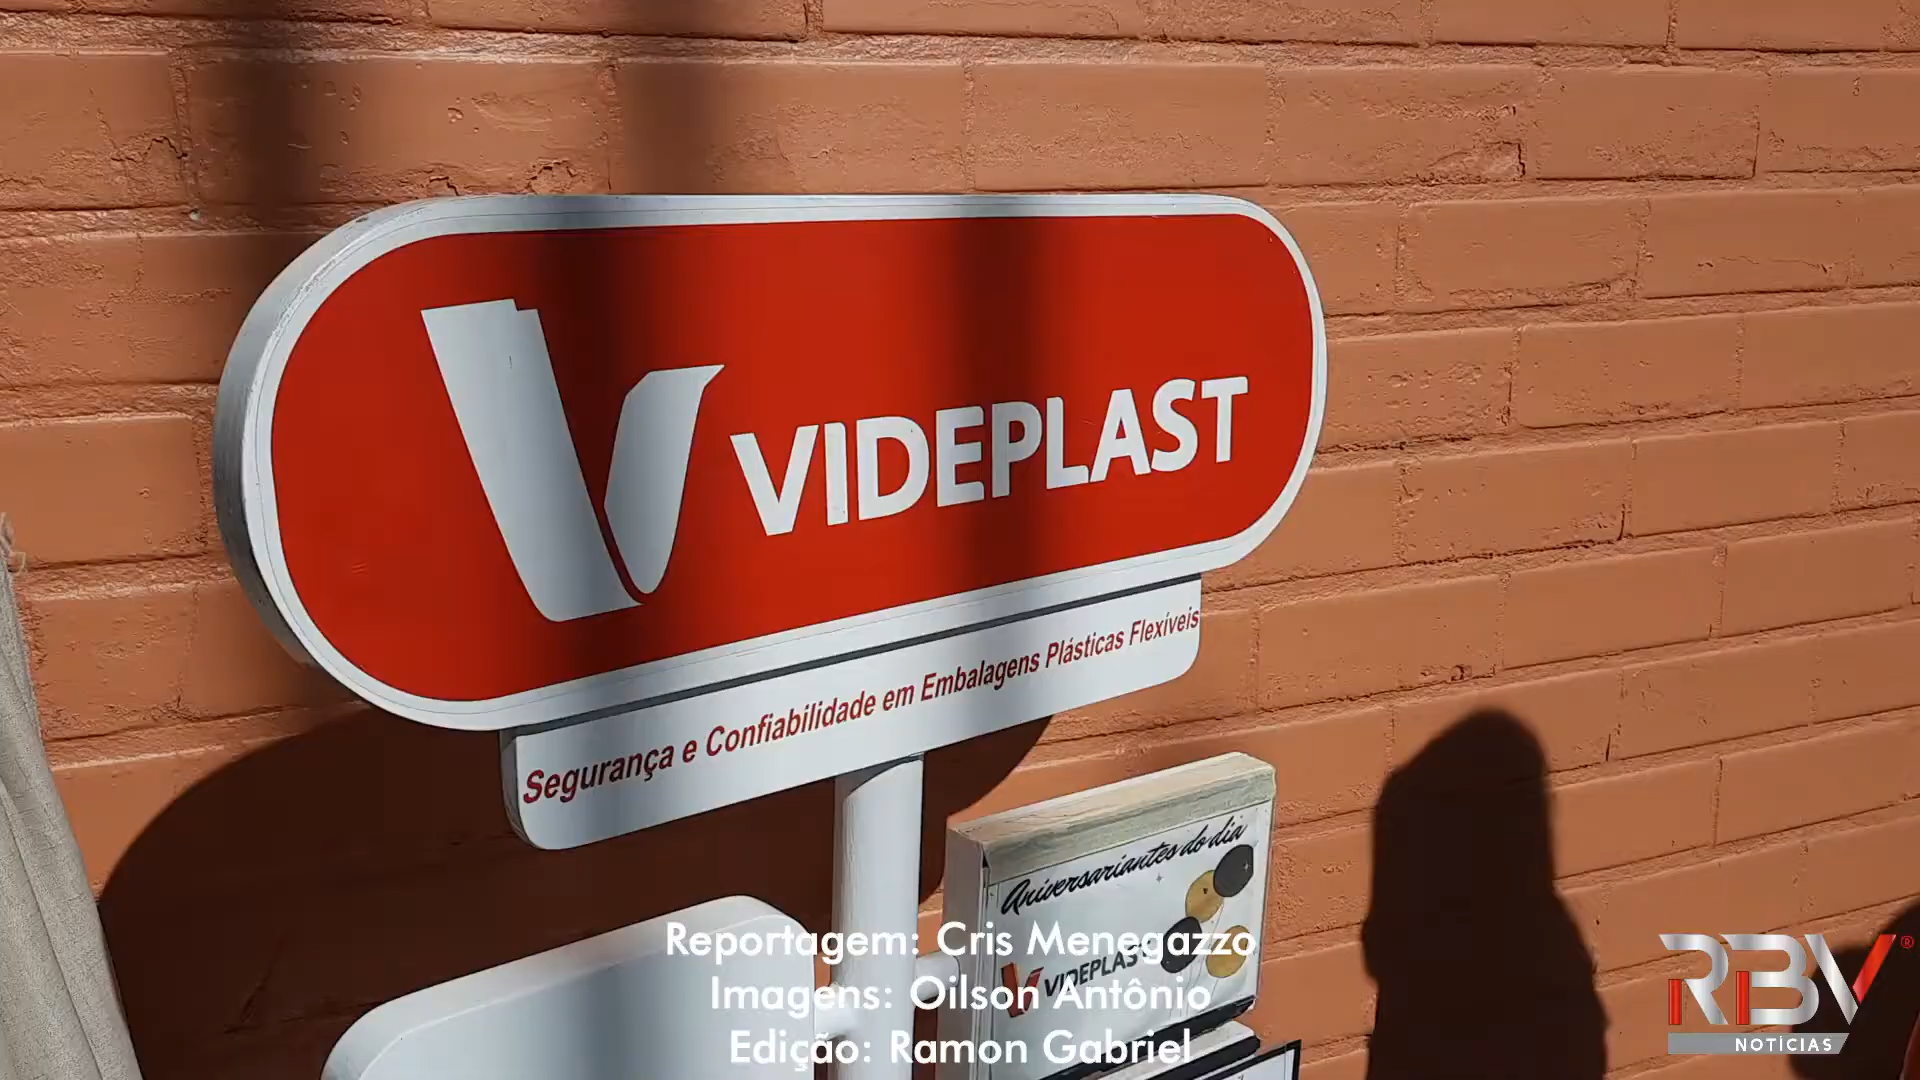 VIDEPLAST
Segurança e Confiabilidade em Embalagens Plásticas Flexíveis
Aniversariantes do dia
VIDEPLAST
Reportagem: Cris Menegazzo
Imagens: Oilson Antônio
Edição: Ramon Gabriel
RBV®
NOTÍCIAS